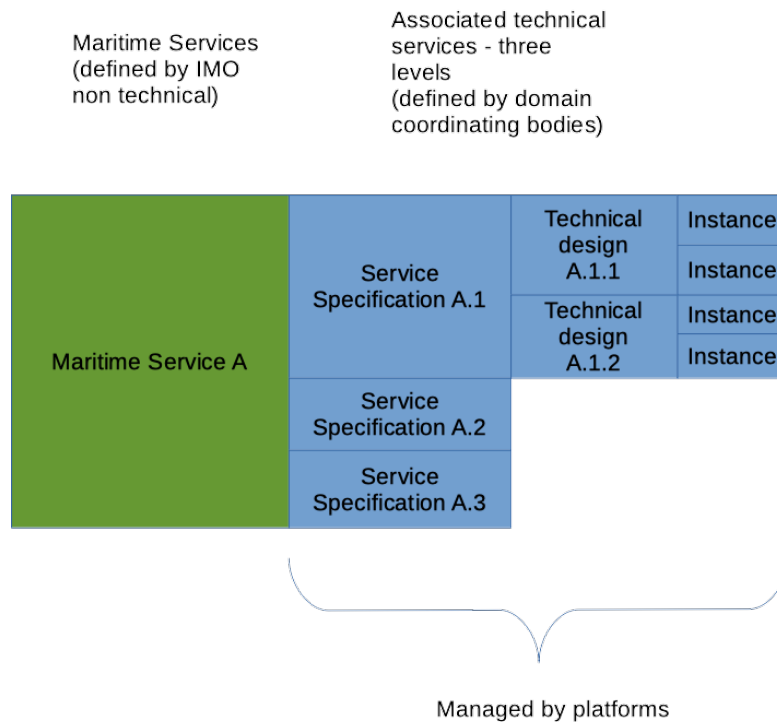 Maritime Services
(defined by IMO
non technical)
Associated technical
services - three
levels
(defined by domain
coordinating bodies)
Maritime Service A
Service
Specification A.1
Technical
design
A.1.1
Instance
Instance
Technical
design
A.1.2
Instance
Instance
Service
Specification A.2
Service
Specification A.3
Managed by platforms